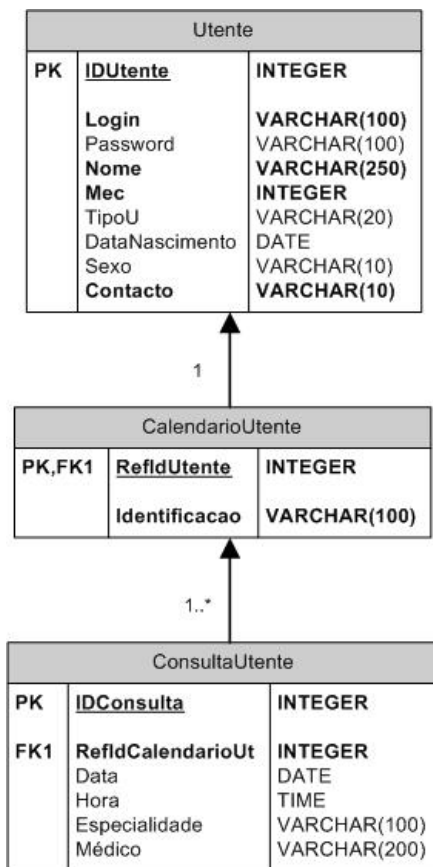 Utente
PK IDUtente INTEGER
Login VARCHAR(100)
Password VARCHAR(100)
Nome VARCHAR(250)
Mec INTEGER
TipoU VARCHAR(20)
DataNascimento DATE
Sexo VARCHAR(10)
Contacto VARCHAR(10)
1
CalendarioUtente
PK,FK1 RefIdUtente INTEGER
Identificacao VARCHAR(100)
1..*
ConsultaUtente
PK IDConsulta INTEGER
FK1 RefIdCalendarioUt INTEGER
Data DATE
Hora TIME
Especialidade VARCHAR(100)
Médico VARCHAR(200)